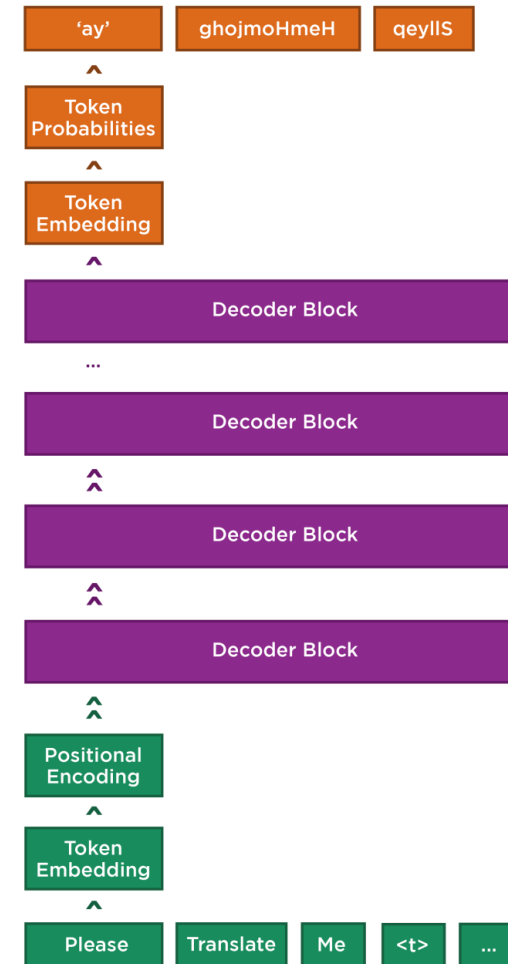 ‘ay’ ghojmoHmeH qeylIS
Token
Probabilities
Token
Embedding
Decoder Block
...
Decoder Block
Decoder Block
Decoder Block
Positional
Encoding
Token
Embedding
Please Translate Me <t> ...